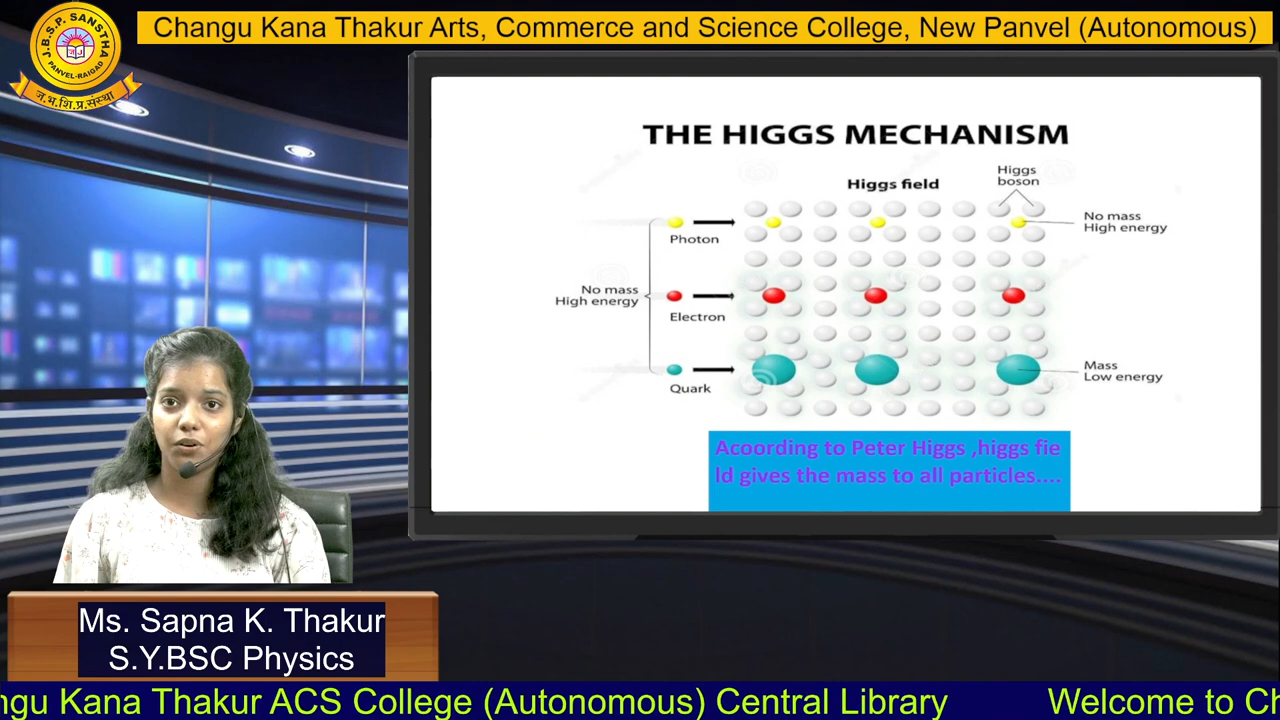 Changu Kana Thakur Arts, Commerce and Science College, New Panvel (Autonomous)
J.B.S.P. SANSTHA
PANVEL-RAIGAD
ज.भ.शि.प्र.संस्था
THE HIGGS MECHANISM
Higgs field
Higgs
boson
Photon
No mass
High energy
No mass
High energy
Electron
Quark
Mass
Low energy
Acoording to Peter Higgs ,higgs fie
ld gives the mass to all particles....
Ms. Sapna K. Thakur
S.Y.BSC Physics
ngu Kana Thakur ACS College (Autonomous) Central Library
Welcome to Ch